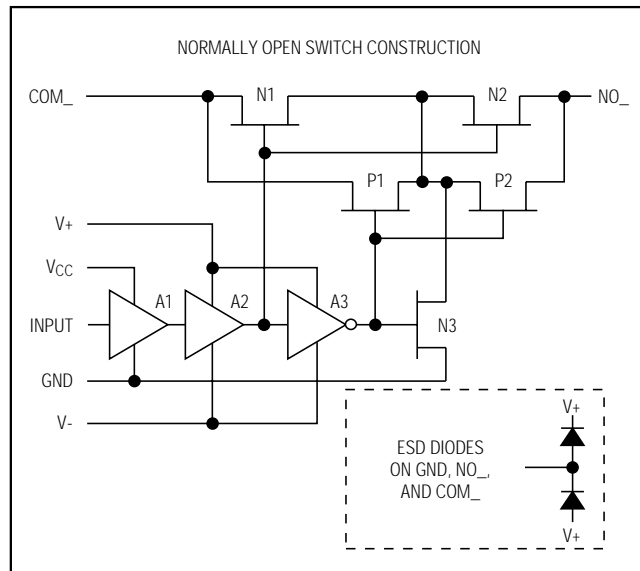 NORMALLY OPEN SWITCH CONSTRUCTION
COM_
N1
N2
NO_
P1
P2
V+
VCC
A1
A2
A3
INPUT
N3
GND
V-
V+
ESD DIODES
ON GND, NO_,
AND COM_
V+